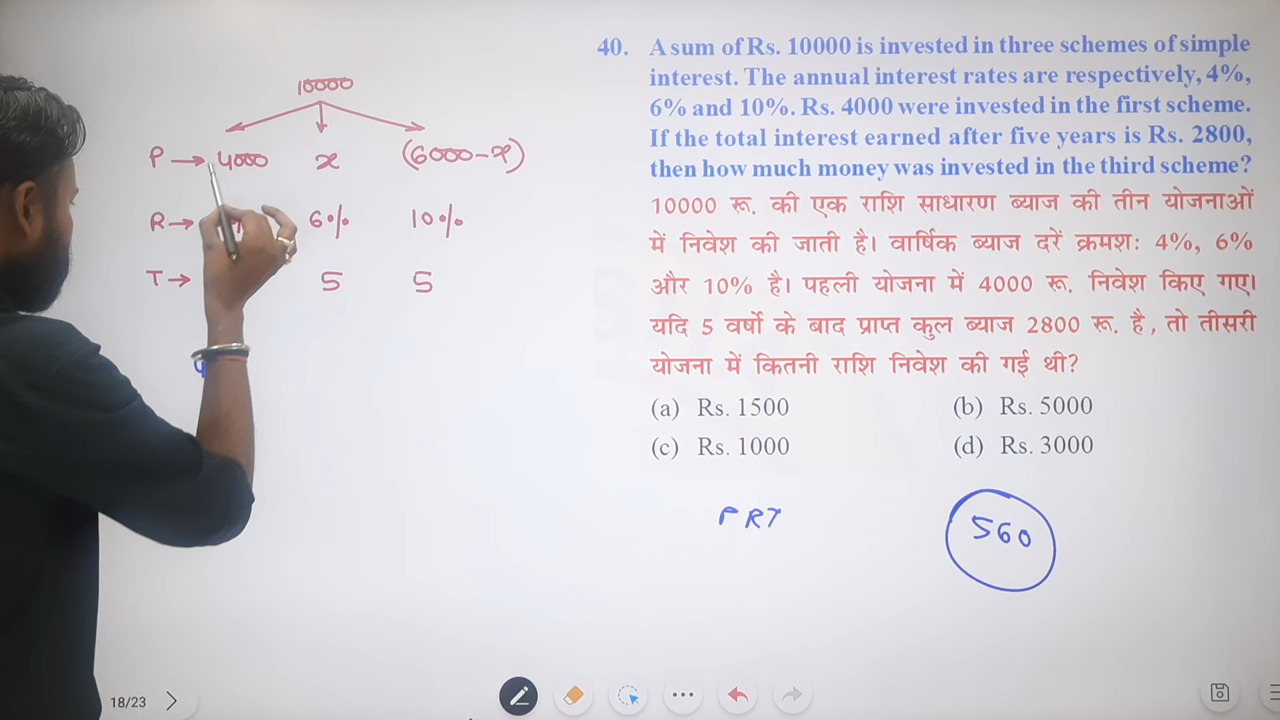 10000
P → 4000 x (6000-x)
R → 6% 10%
T → 5 5
40. A sum of Rs. 10000 is invested in three schemes of simple
interest. The annual interest rates are respectively, 4%,
6% and 10%. Rs. 4000 were invested in the first scheme.
If the total interest earned after five years is Rs. 2800,
then how much money was invested in the third scheme?
10000 रू. की एक राशि साधारण ब्याज की तीन योजनाओं
में निवेश की जाती है। वार्षिक ब्याज दरें क्रमश: 4%, 6%
और 10% है। पहली योजना में 4000 रू. निवेश किए गए।
यदि 5 वर्षो के बाद प्राप्त कुल ब्याज 2800 रू. है, तो तीसरी
योजना में कितनी राशि निवेश की गई थी?
(a) Rs. 1500 (b) Rs. 5000
(c) Rs. 1000 (d) Rs. 3000
PRT 560
18/23